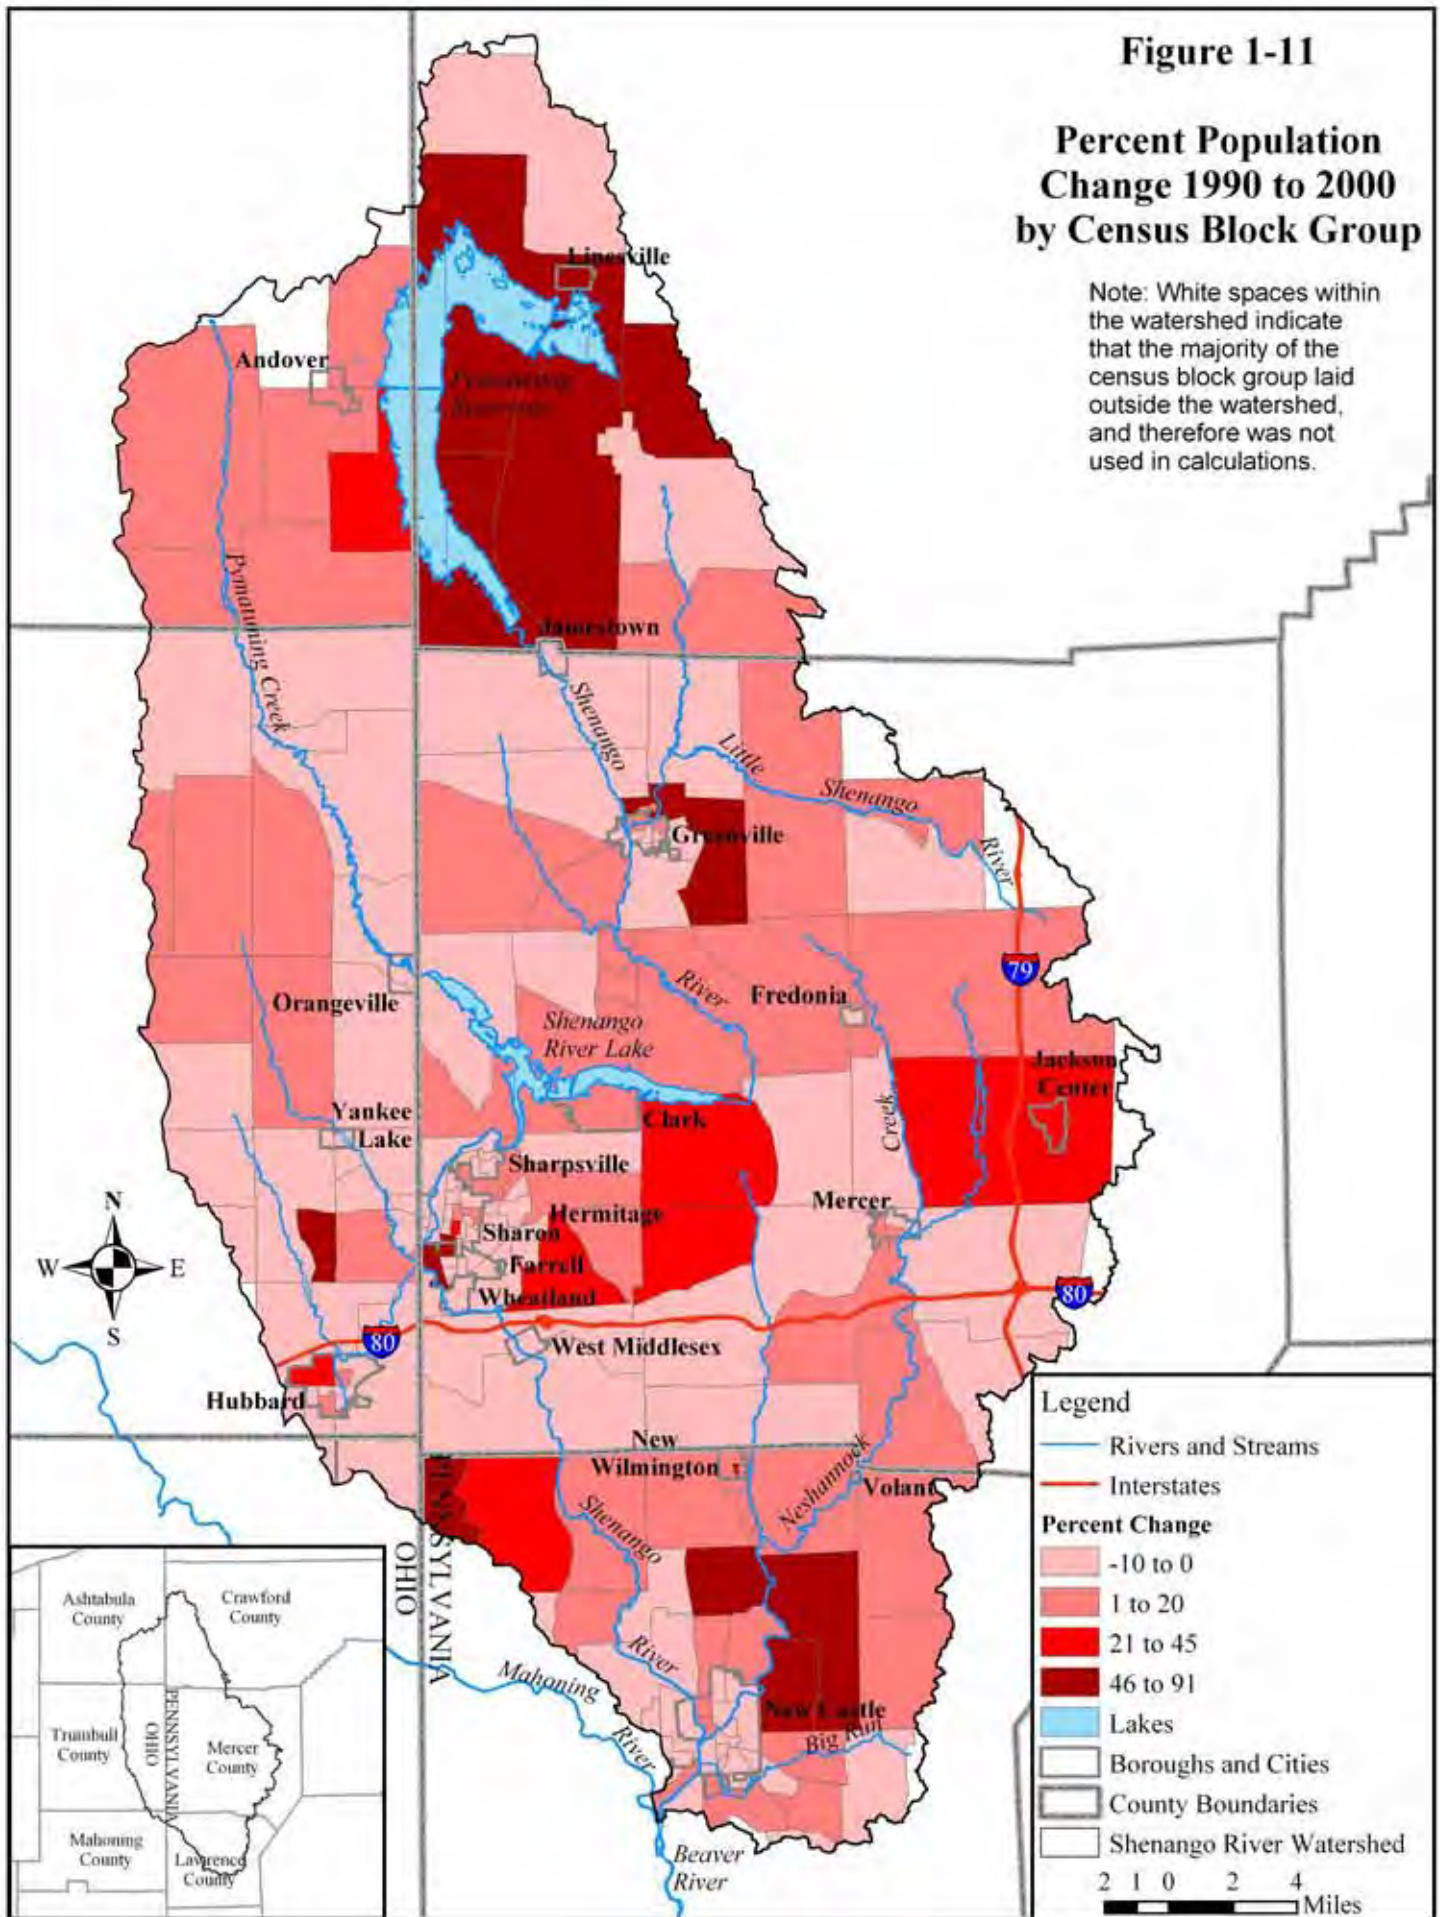 Figure 1-11
Percent Population
Change 1990 to 2000
by Census Block Group
Note: White spaces within
the watershed indicate
that the majority of the
census block group laid
outside the watershed,
and therefore was not
used in calculations.
Linesville
Andover
Pymatuning
Reservoir
Pymatuning Creek
Jamestown
Shenango
Little
Shenango
River
Greenville
79
Orangeville
River
Fredonia
Shenango
River Lake
Jackson
Center
Yankee
Lake
Clark
Creek
Sharpsville
Mercer
Hermitage
Sharon
Farrell
Wheatland
N
W
E
S
80
80
West Middlesex
Hubbard
New
Wilmington
Neshannock
Volant
PENNSYLVANIA
OHIO
Shenango
River
Mahoning
River
New Castle
Big Run
Beaver
River
Legend
Rivers and Streams
Interstates
Percent Change
-10 to 0
1 to 20
21 to 45
46 to 91
Lakes
Boroughs and Cities
County Boundaries
Shenango River Watershed
2 1 0 2 4
Miles
Ashtabula
County
Crawford
County
Trumbull
County
OHIO
PENNSYLVANIA
Mercer
County
Mahoning
County
Lawrence
County